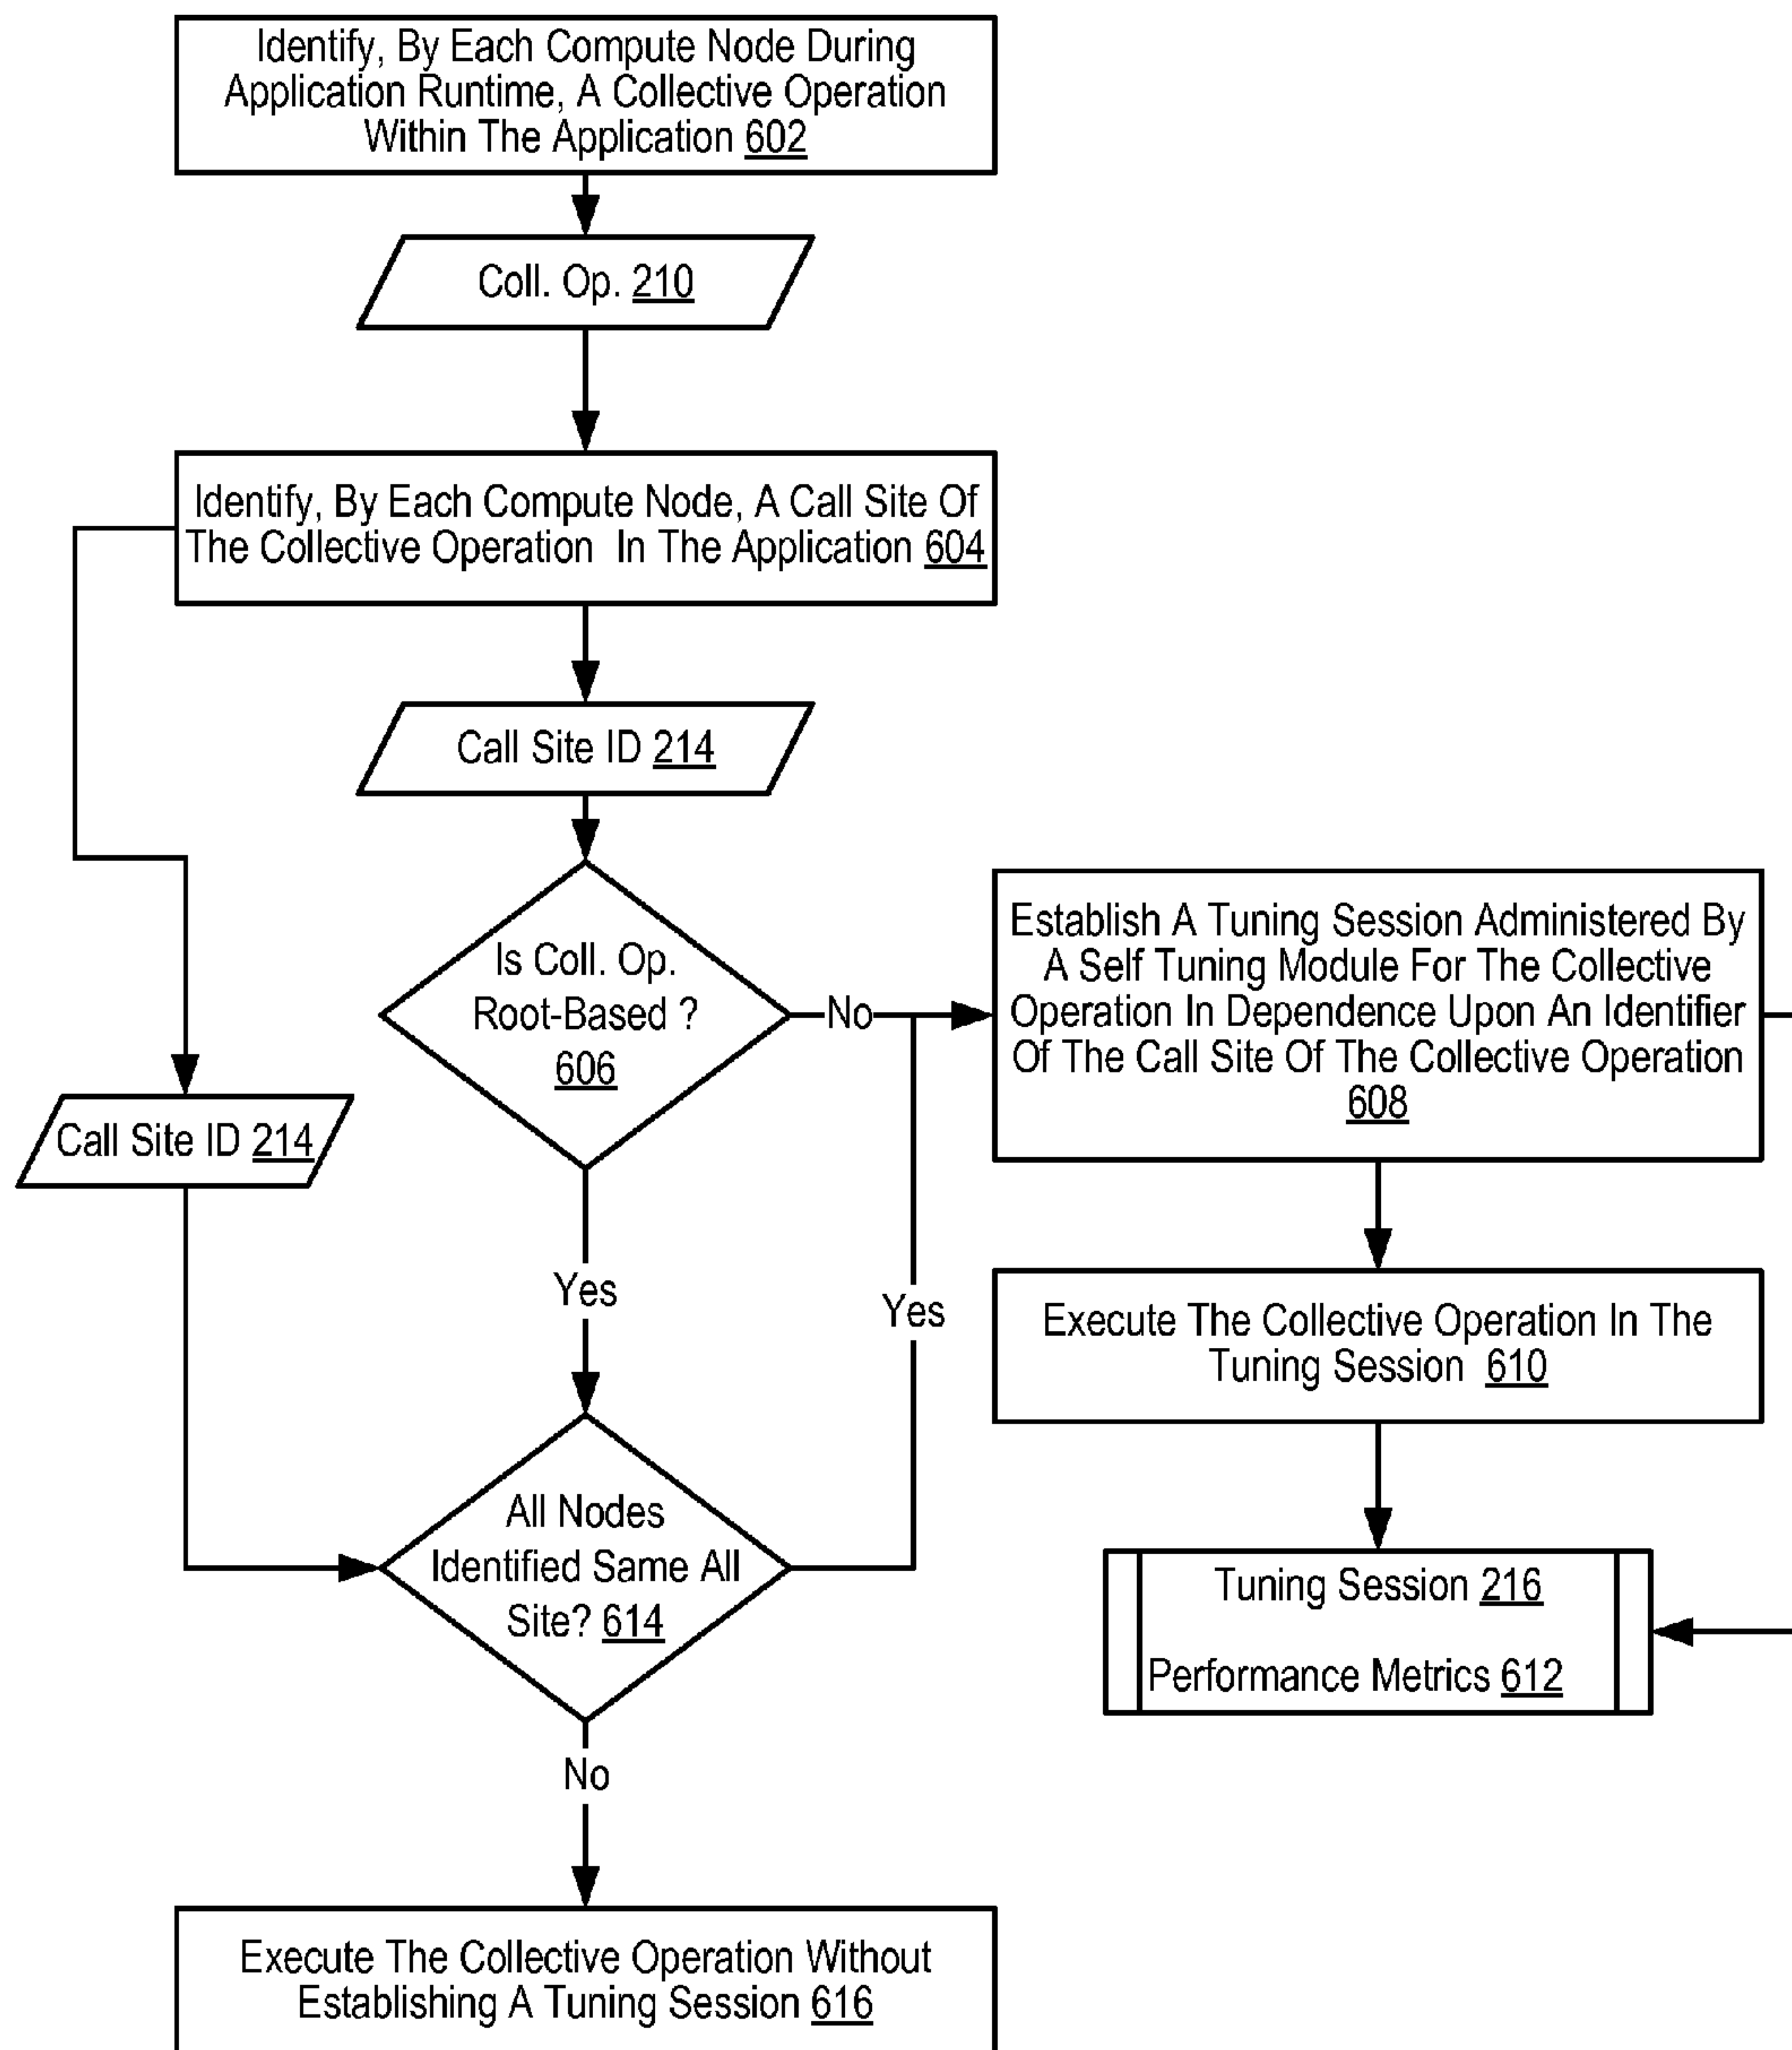 Identify, By Each Compute Node During
Application Runtime, A Collective Operation
Within The Application 602
Coll. Op. 210
Identify, By Each Compute Node, A Call Site Of
The Collective Operation In The Application 604
Call Site ID 214
Is Coll. Op.
Root-Based ?
606
No
Establish A Tuning Session Administered By
A Self Tuning Module For The Collective
Operation In Dependence Upon An Identifier
Of The Call Site Of The Collective Operation
608
Call Site ID 214
Yes
Yes
Execute The Collective Operation In The
Tuning Session 610
All Nodes
Identified Same All
Site? 614
Tuning Session 216
Performance Metrics 612
No
Execute The Collective Operation Without
Establishing A Tuning Session 616